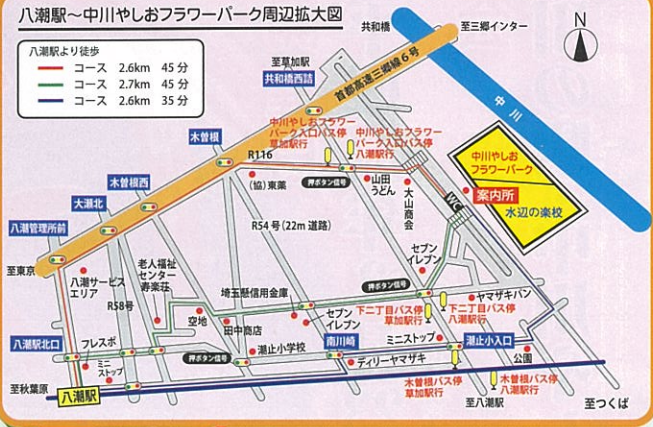 八潮駅〜中川やしおフラワーパーク周辺拡大図
八潮駅より徒歩
コース 2.6km 45分
コース 2.7km 45分
コース 2.6km 35分
共和橋
至三郷インター
N
至草加駅
共和橋西詰
首都高速三郷線6号
中川
中川やしおフラワー
パーク入口バス停
草加駅行
中川やしおフラワー
パーク入口バス停
八潮駅行
木曽根
R116
(協)東薬
押ボタン信号
山田
うどん
大山商会
WC
中川やしお
フラワーパーク
案内所
水辺の楽校
木曽根西
大瀬北
八潮管理所前
至東京
八潮サービス
エリア
老人福祉
センター
寿楽荘
R54号(22m道路)
セブン
イレブン
R58号
空地
田中商店
埼玉懸信用金庫
セブン
イレブン
押ボタン信号
下二丁目バス停
草加駅行
下二丁目バス停
八潮駅行
ヤマザキパン
八潮駅北口
フレスポ
ミニ
ストップ
押ボタン信号
潮止小学校
南川崎
ミニストップ
潮止小入口
デイリーヤマザキ
公園
至秋葉原
八潮駅
木曽根バス停
草加駅行
木曽根バス停
八潮駅行
至八潮駅
至つくば